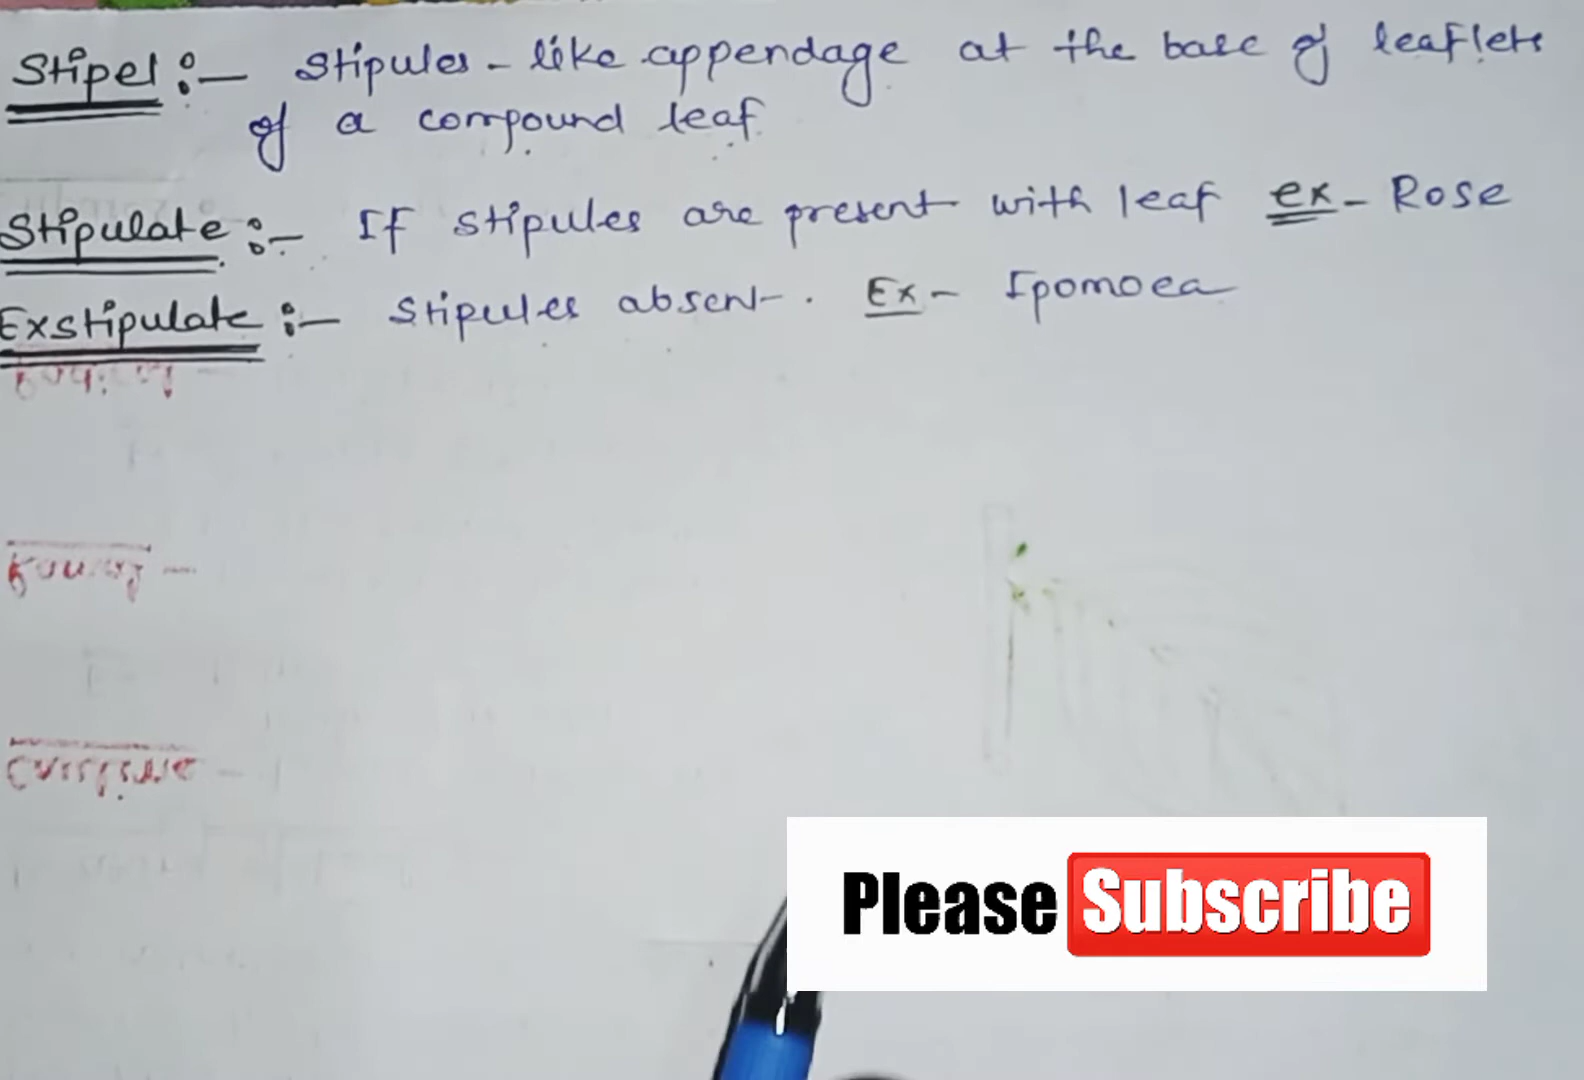 Stipel :- Stipules - like appendage at the base of leaflets
of a compound leaf
Stipulate :- If stipules are present with leaf ex - Rose
Exstipulate :- Stipules absent. Ex - Ipomoea
Please Subscribe